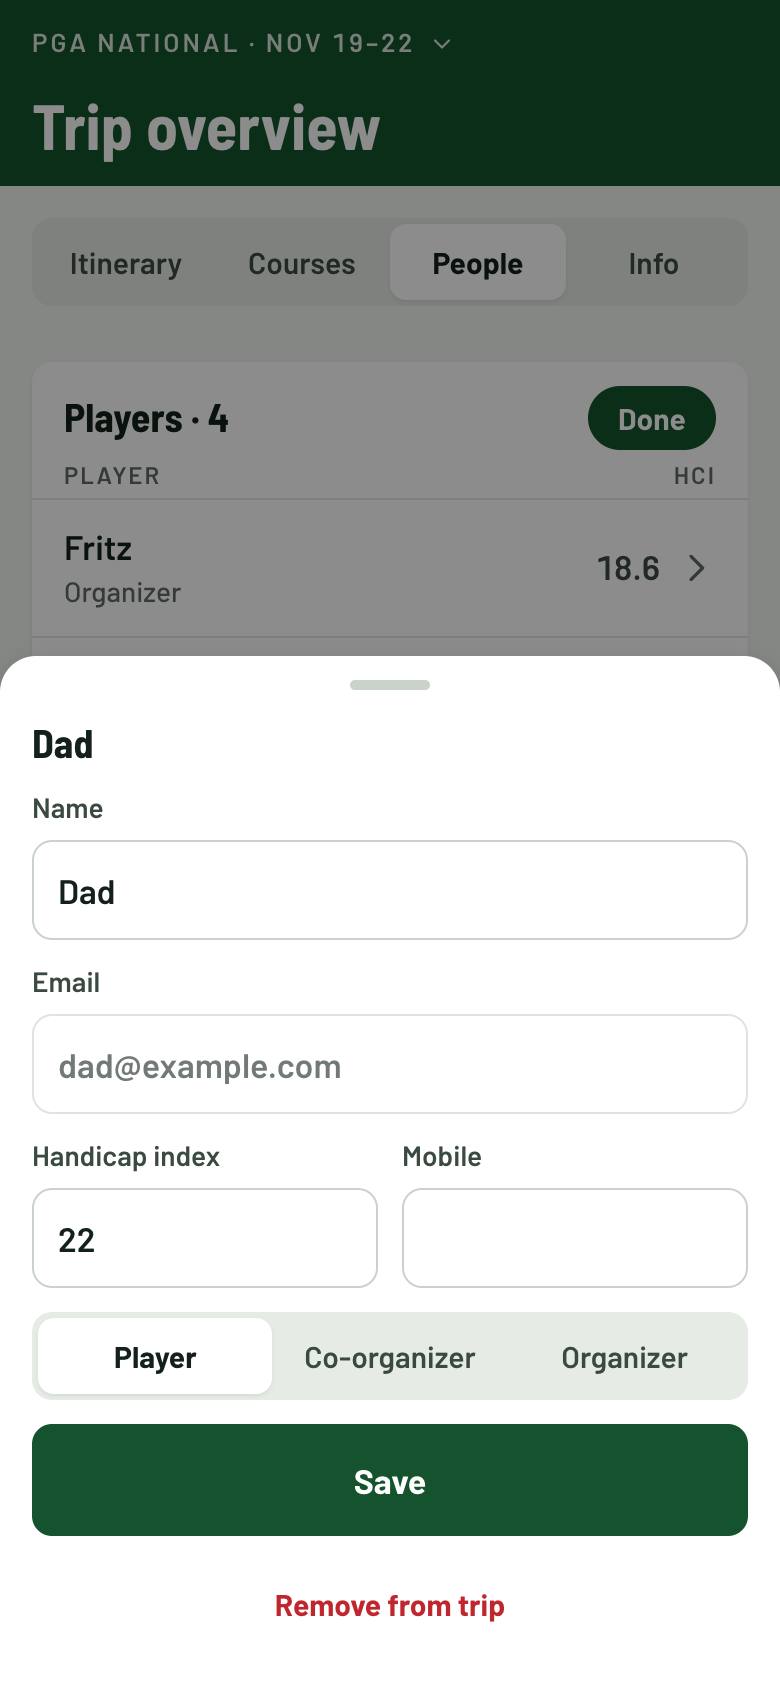 PGA NATIONAL · NOV 19–22
Trip overview
Itinerary Courses People Info
Players · 4 Done
PLAYER HCI
Fritz
18.6
Organizer
Dad
Name
Dad
Email
dad@example.com
Handicap index Mobile
22
Player Co-organizer Organizer
Save
Remove from trip